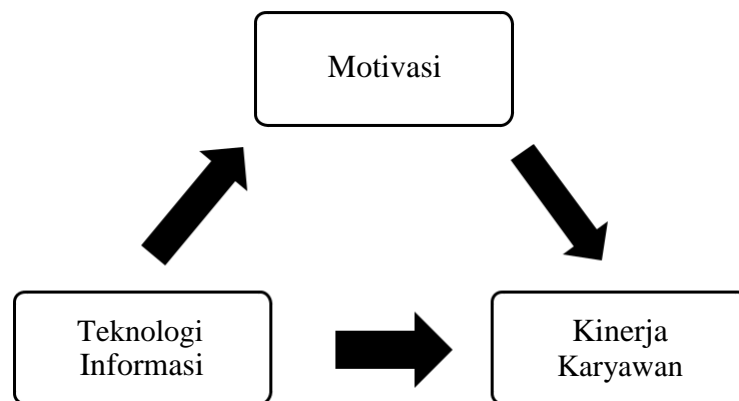 Motivasi
Teknologi
Informasi
Kinerja
Karyawan